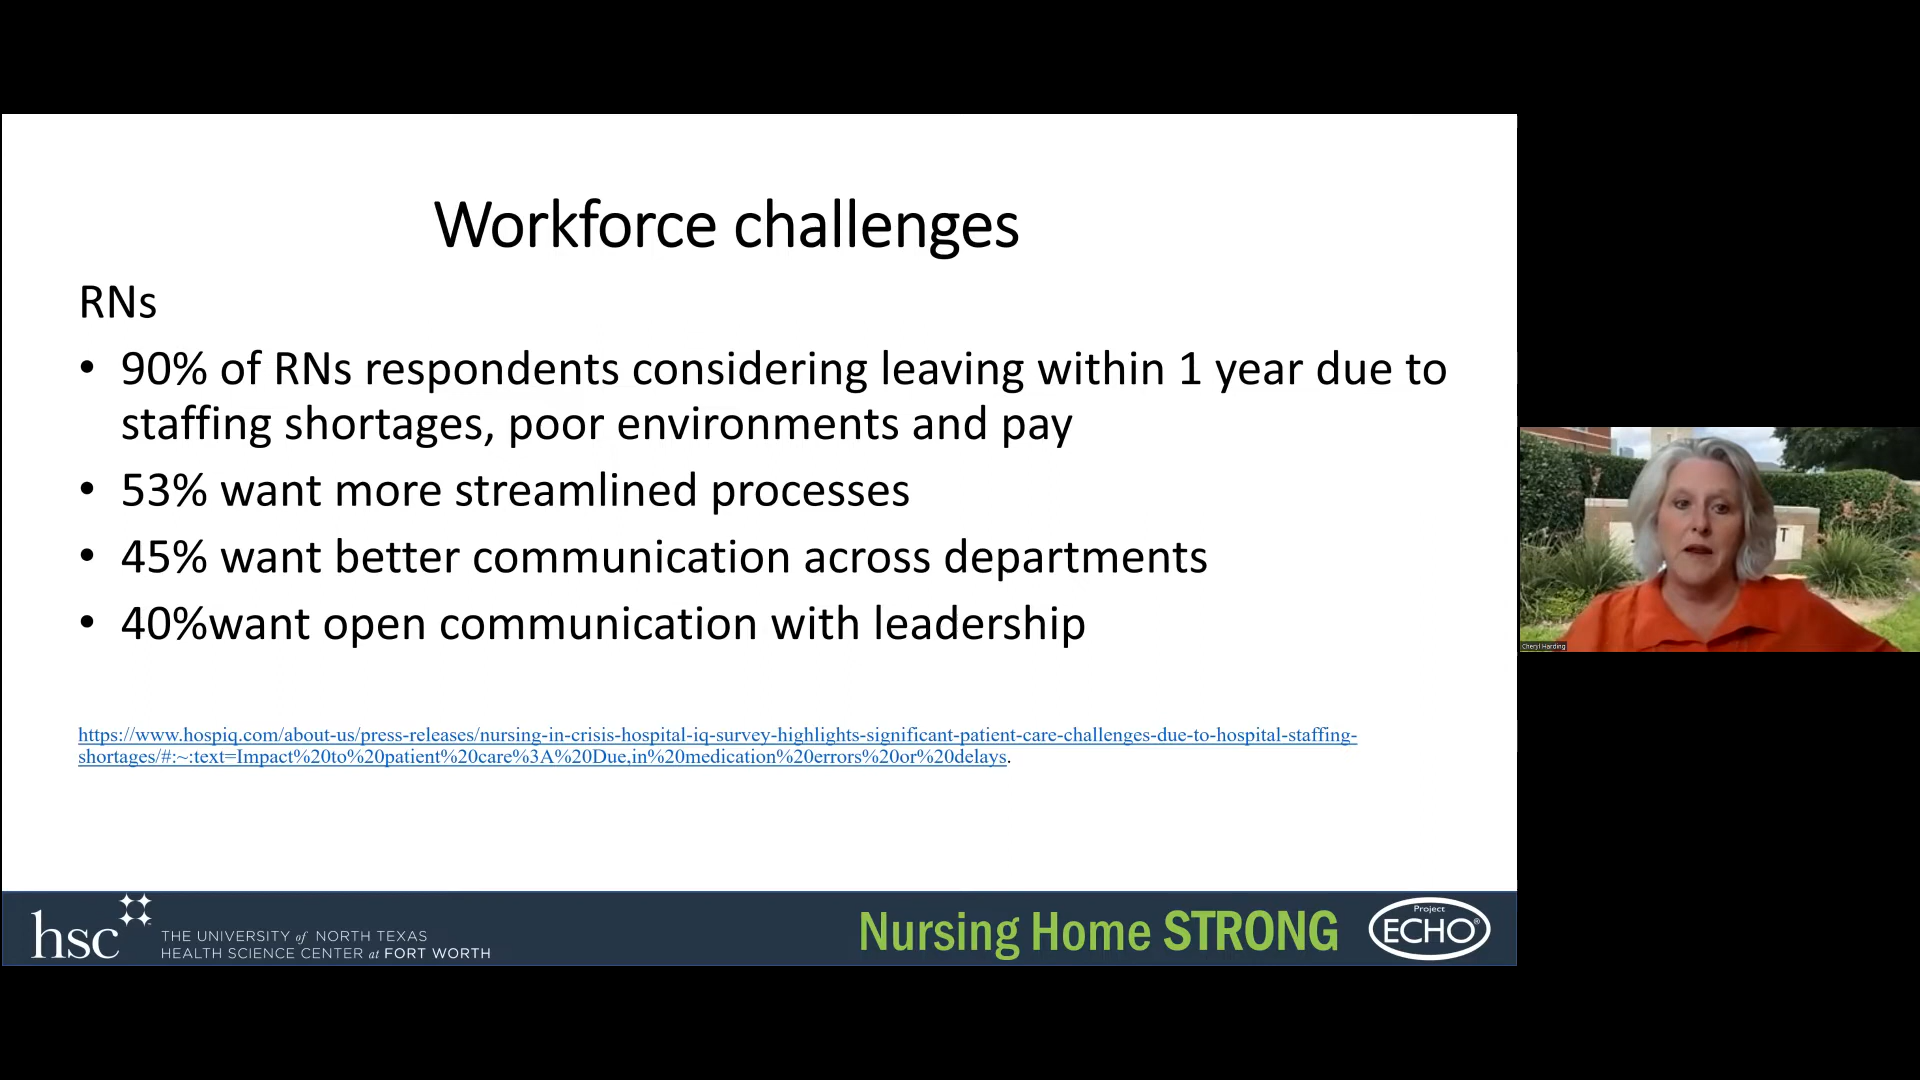 Workforce challenges
RNs
• 90% of RNs respondents considering leaving within 1 year due to
staffing shortages, poor environments and pay
• 53% want more streamlined processes
• 45% want better communication across departments
• 40%want open communication with leadership
https://www.hospiq.com/about-us/press-releases/nursing-in-crisis-hospital-iq-survey-highlights-significant-patient-care-challenges-due-to-hospital-staffing-
shortages/#:~:text=Impact%20to%20patient%20care%3A%20Due,in%20medication%20errors%20or%20delays.
T
Cheryl Harding
hsc
THE UNIVERSITY of NORTH TEXAS
HEALTH SCIENCE CENTER at FORT WORTH
Nursing Home STRONG
Project
ECHO®